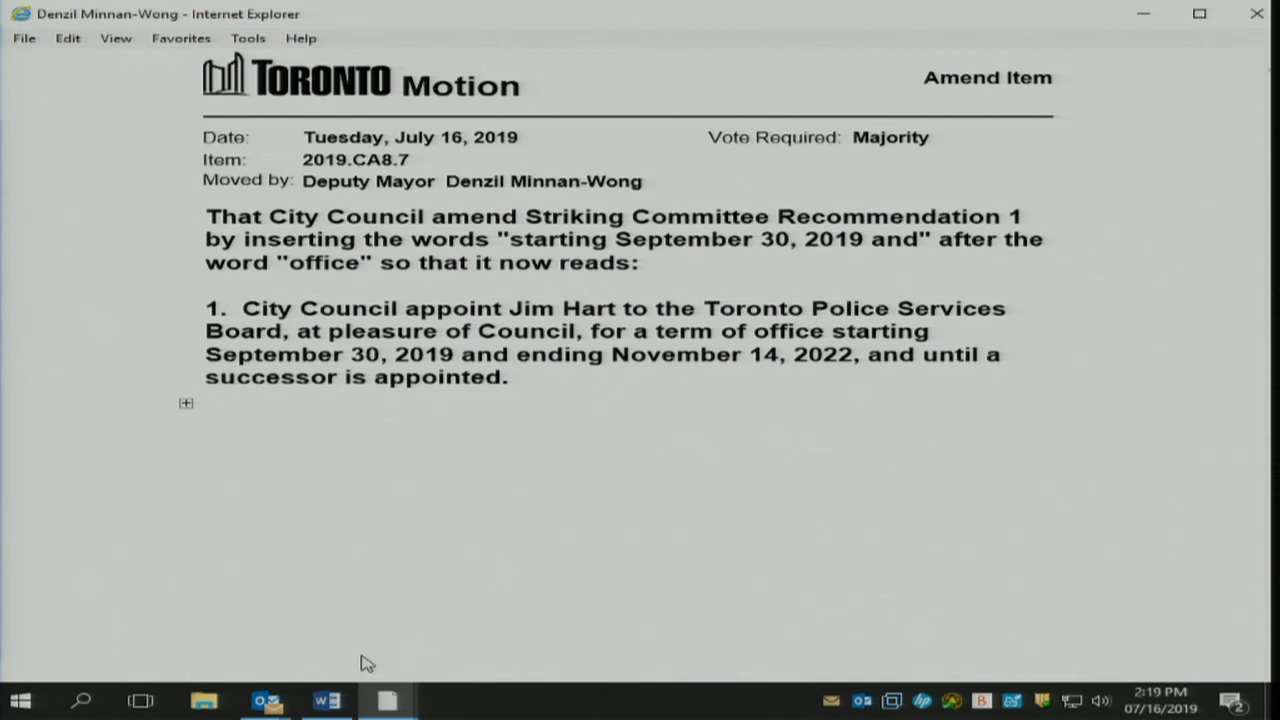 Denzil Minnan-Wong - Internet Explorer
File Edit View Favorites Tools Help
TORONTO Motion
Amend Item
Date: Tuesday, July 16, 2019
Vote Required: Majority
Item: 2019.CA8.7
Moved by: Deputy Mayor Denzil Minnan-Wong
That City Council amend Striking Committee Recommendation 1
by inserting the words "starting September 30, 2019 and" after the
word "office" so that it now reads:
1. City Council appoint Jim Hart to the Toronto Police Services
Board, at pleasure of Council, for a term of office starting
September 30, 2019 and ending November 14, 2022, and until a
successor is appointed.
2:19 PM
07/16/2019
2